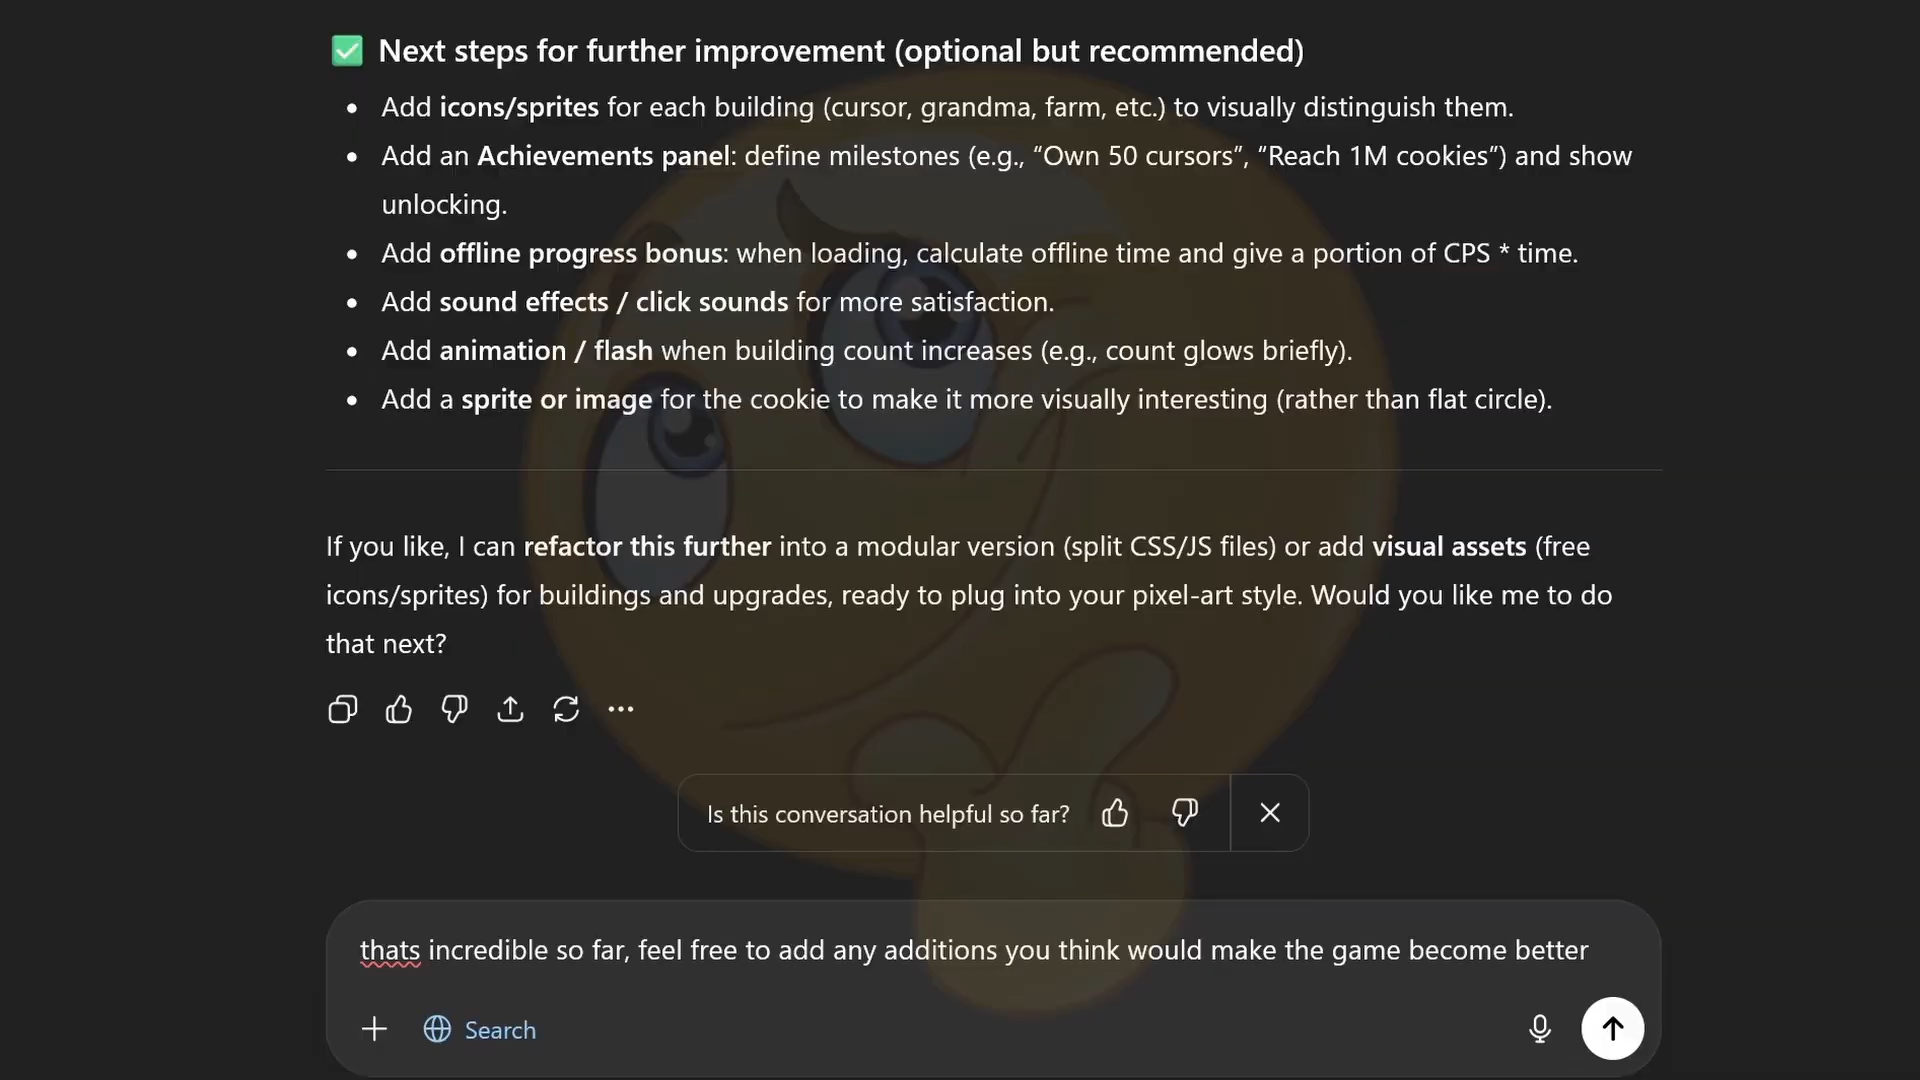 Next steps for further improvement (optional but recommended)
• Add icons/sprites for each building (cursor, grandma, farm, etc.) to visually distinguish them.
• Add an Achievements panel: define milestones (e.g., “Own 50 cursors”, “Reach 1M cookies”) and show
unlocking.
• Add offline progress bonus: when loading, calculate offline time and give a portion of CPS * time.
• Add sound effects / click sounds for more satisfaction.
• Add animation / flash when building count increases (e.g., count glows briefly).
• Add a sprite or image for the cookie to make it more visually interesting (rather than flat circle).
If you like, I can refactor this further into a modular version (split CSS/JS files) or add visual assets (free
icons/sprites) for buildings and upgrades, ready to plug into your pixel-art style. Would you like me to do
that next?
Is this conversation helpful so far?
thats incredible so far, feel free to add any additions you think would make the game become better
Search